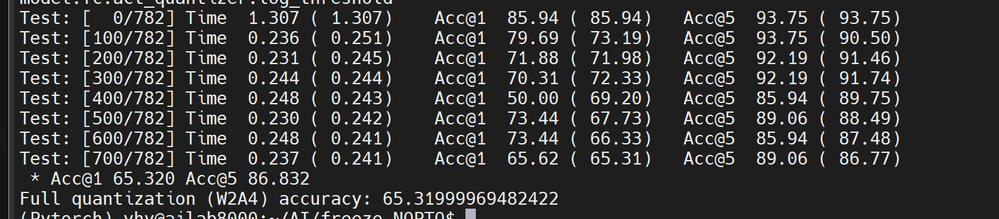 model.fc.act_quantizer.log_threshold
Test: [  0/782] Time  1.307 ( 1.307)    Acc@1  85.94 ( 85.94)   Acc@5  93.75 ( 93.75)
Test: [100/782] Time  0.236 ( 0.251)    Acc@1  79.69 ( 73.19)   Acc@5  93.75 ( 90.50)
Test: [200/782] Time  0.231 ( 0.245)    Acc@1  71.88 ( 71.98)   Acc@5  92.19 ( 91.46)
Test: [300/782] Time  0.244 ( 0.244)    Acc@1  70.31 ( 72.33)   Acc@5  92.19 ( 91.74)
Test: [400/782] Time  0.248 ( 0.243)    Acc@1  50.00 ( 69.20)   Acc@5  85.94 ( 89.75)
Test: [500/782] Time  0.230 ( 0.242)    Acc@1  73.44 ( 67.73)   Acc@5  89.06 ( 88.49)
Test: [600/782] Time  0.248 ( 0.241)    Acc@1  73.44 ( 66.33)   Acc@5  85.94 ( 87.48)
Test: [700/782] Time  0.237 ( 0.241)    Acc@1  65.62 ( 65.31)   Acc@5  89.06 ( 86.77)
 * Acc@1 65.320 Acc@5 86.832
Full quantization (W2A4) accuracy: 65.31999969482422
(Pytorch)